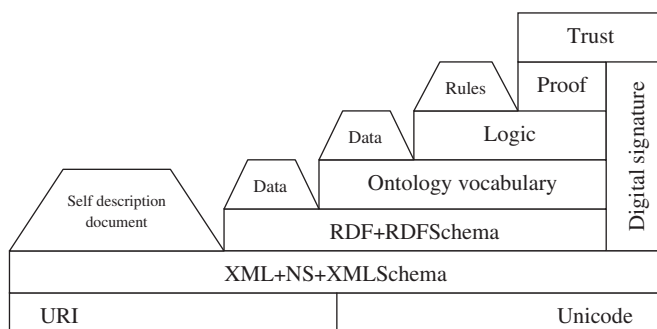 Trust
Rules
Proof
Data
Logic
Digital signature
Data
Ontology vocabulary
Self description
document
RDF+RDFSchema
XML+NS+XMLSchema
URI
Unicode